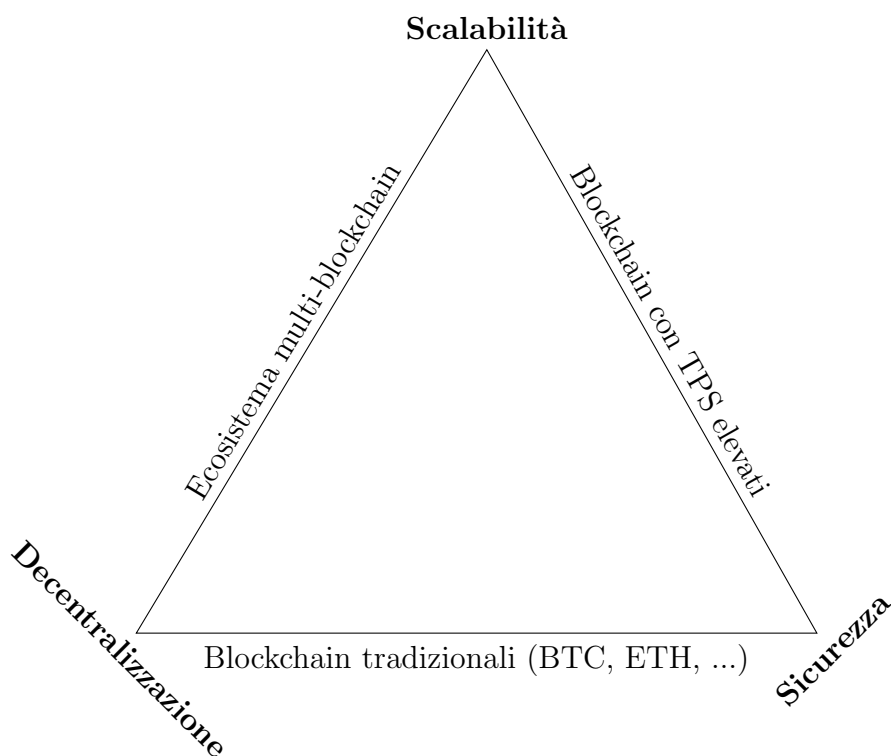 Scalabilità
Ecosistema multi-blockchain
Blockchain con TPS elevati
Decentralizzazione
Blockchain tradizionali (BTC, ETH, ...)
Sicurezza